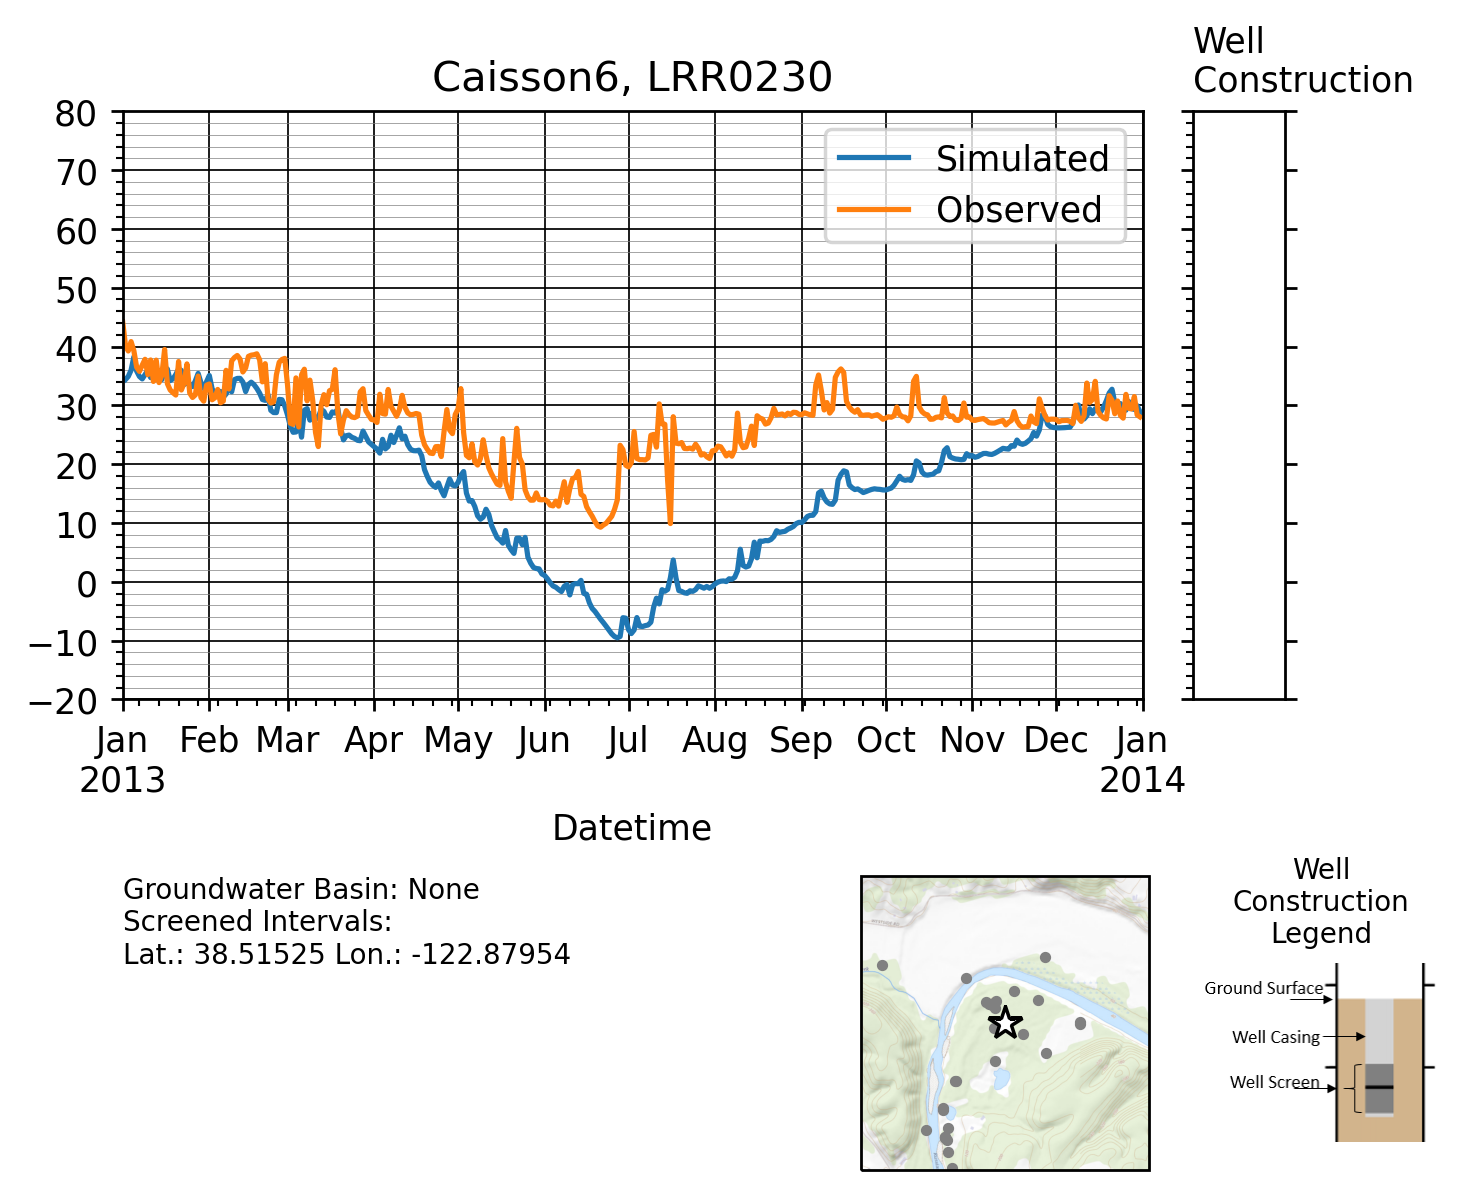 Well
Construction
Caisson6, LRR0230
80
70
60
50
40
30
20
10
0
−10
−20
Simulated
Observed
Jan Feb Mar Apr May Jun Jul Aug Sep Oct Nov Dec Jan
2013 2014
Datetime
Groundwater Basin: None
Screened Intervals:
Lat.: 38.51525 Lon.: -122.87954
Well
Construction
Legend
Ground Surface
Well Casing
Well Screen